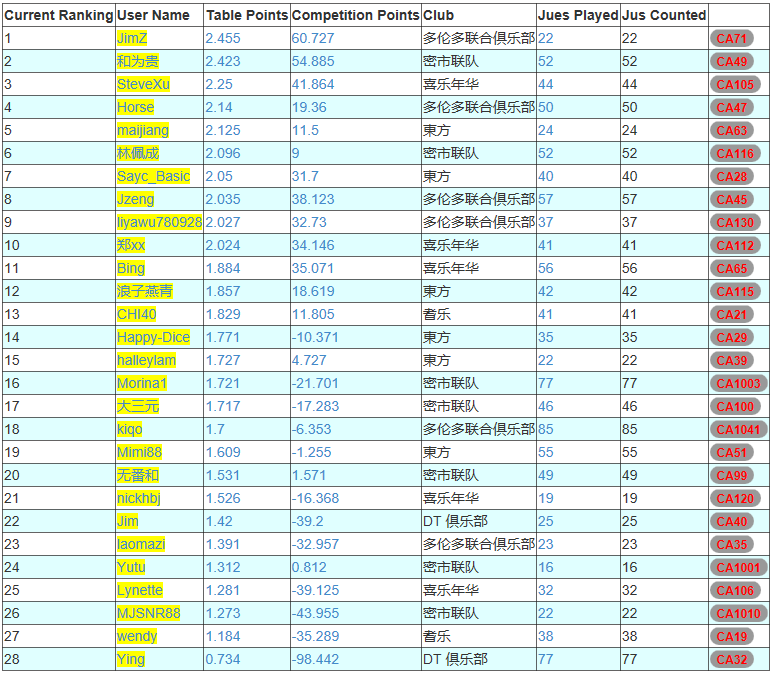 Current Ranking User Name Table Points Competition Points Club Jues Played Jus Counted
1 JimZ 2.455 60.727 多伦多联合俱乐部 22 22 CA71
2 和为贵 2.423 54.885 密市联队 52 52 CA49
3 SteveXu 2.25 41.864 喜乐年华 44 44 CA105
4 Horse 2.14 19.36 多伦多联合俱乐部 50 50 CA47
5 maijiang 2.125 11.5 東方 24 24 CA63
6 林佩成 2.096 9 密市联队 52 52 CA116
7 Sayc_Basic 2.05 31.7 東方 40 40 CA28
8 Jzeng 2.035 38.123 多伦多联合俱乐部 57 57 CA45
9 liyawu780928 2.027 32.73 多伦多联合俱乐部 37 37 CA130
10 郑xx 2.024 34.146 喜乐年华 41 41 CA112
11 Bing 1.884 35.071 喜乐年华 56 56 CA65
12 浪子燕青 1.857 18.619 東方 42 42 CA115
13 CHI40 1.829 11.805 耆乐 41 41 CA21
14 Happy-Dice 1.771 -10.371 東方 35 35 CA29
15 halleylam 1.727 4.727 東方 22 22 CA39
16 Morina1 1.721 -21.701 密市联队 77 77 CA1003
17 大三元 1.717 -17.283 密市联队 46 46 CA100
18 kiqo 1.7 -6.353 多伦多联合俱乐部 85 85 CA1041
19 Mimi88 1.609 -1.255 東方 55 55 CA51
20 无番和 1.531 1.571 密市联队 49 49 CA99
21 nickhbj 1.526 -16.368 喜乐年华 19 19 CA120
22 Jim 1.42 -39.2 DT 俱乐部 25 25 CA40
23 laomazi 1.391 -32.957 多伦多联合俱乐部 23 23 CA35
24 Yutu 1.312 0.812 密市联队 16 16 CA1001
25 Lynette 1.281 -39.125 喜乐年华 32 32 CA106
26 MJSNR88 1.273 -43.955 密市联队 22 22 CA1010
27 wendy 1.184 -35.289 耆乐 38 38 CA19
28 Ying 0.734 -98.442 DT 俱乐部 77 77 CA32